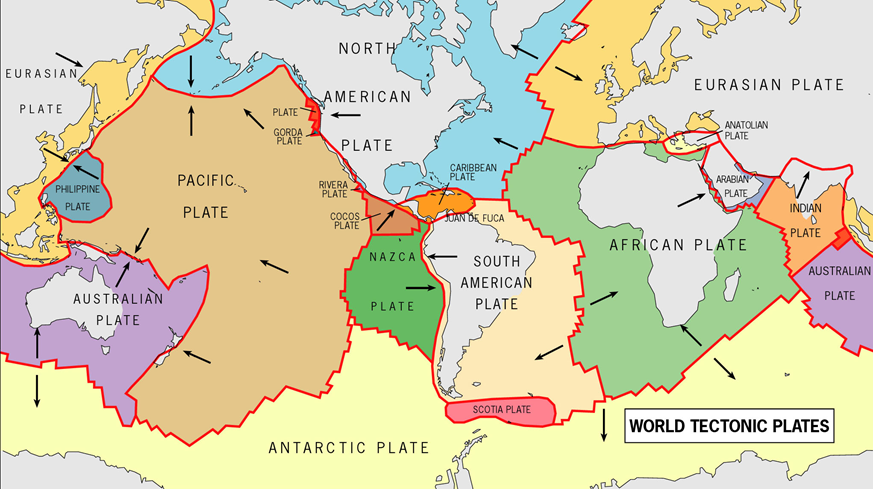 NORTH
AMERICAN
PLATE
EURASIAN
PLATE
EURASIAN PLATE
PLATE
GORDA
PLATE
ANATOLIAN
PLATE
PHILIPPINE
PLATE
PACIFIC
PLATE
RIVERA
PLATE
CARIBBEAN
PLATE
COCOS
PLATE
JUAN DE FUCA
ARABIAN
PLATE
INDIAN
PLATE
AFRICAN PLATE
NAZCA
PLATE
SOUTH
AMERICAN
PLATE
AUSTRALIAN
PLATE
AUSTRALIAN
PLATE
SCOTIA PLATE
WORLD TECTONIC PLATES
ANTARCTIC PLATE